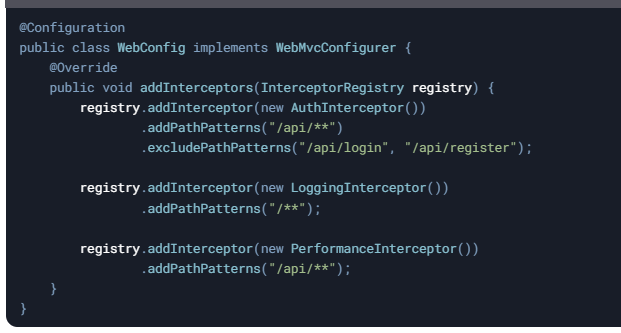 @Configuration
public class WebConfig implements WebMvcConfigurer {
    @Override
    public void addInterceptors(InterceptorRegistry registry) {
        registry.addInterceptor(new AuthInterceptor())
                .addPathPatterns("/api/**")
                .excludePathPatterns("/api/login", "/api/register");

        registry.addInterceptor(new LoggingInterceptor())
                .addPathPatterns("/**");

        registry.addInterceptor(new PerformanceInterceptor())
                .addPathPatterns("/api/**");
    }
}